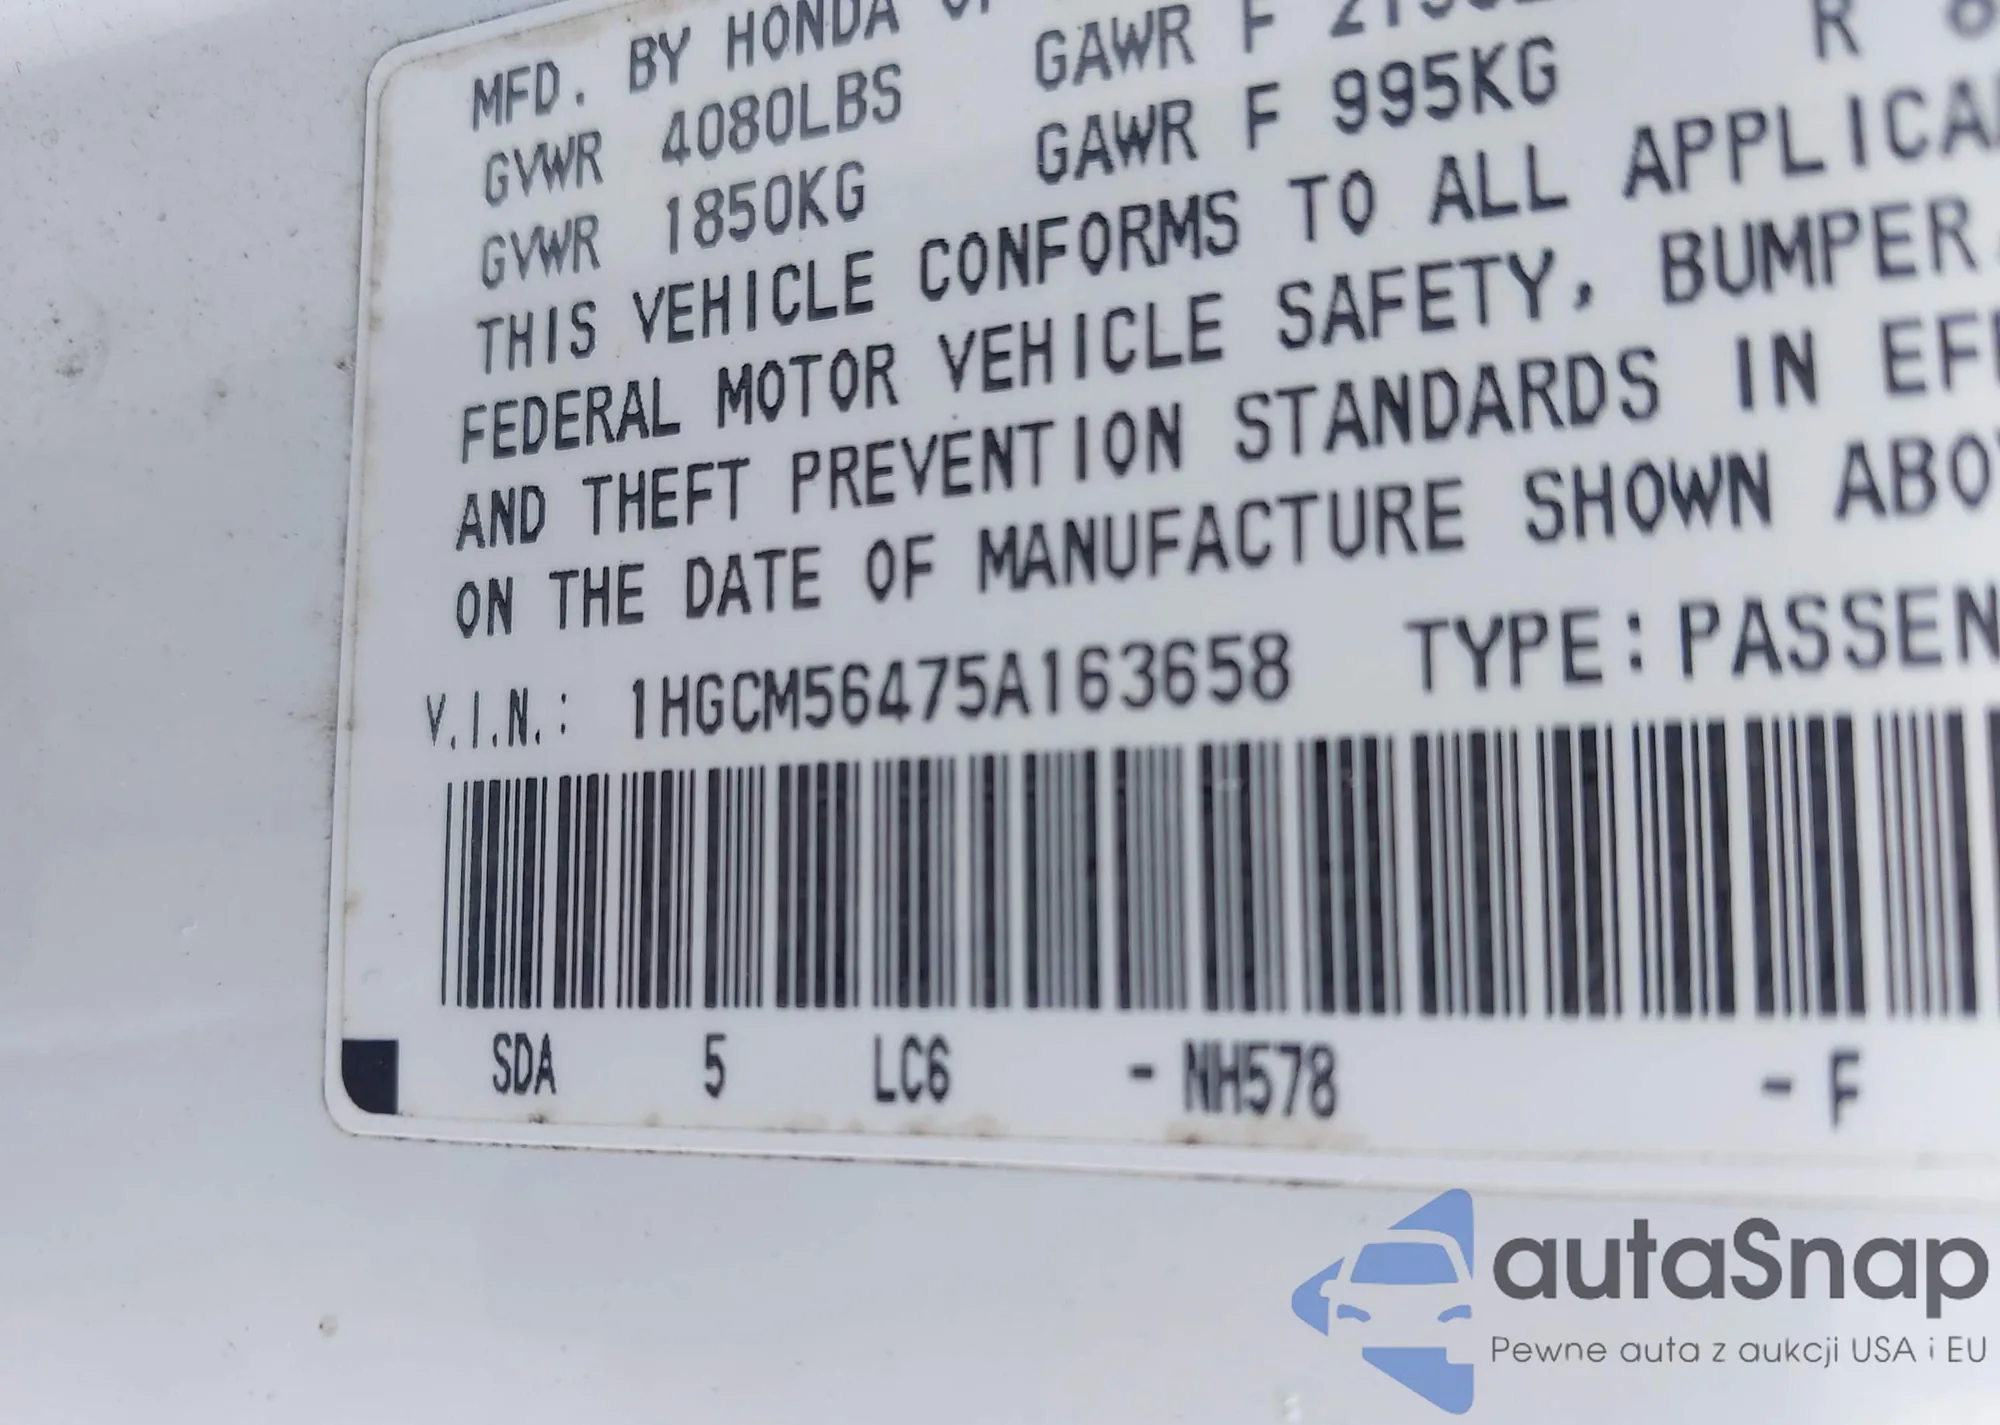 MFD. BY HONDA
GVWR 4080LBS GAWR F
GVWR 1850KG GAWR F 995KG R
THIS VEHICLE CONFORMS TO ALL
FEDERAL MOTOR VEHICLE SAFETY, BUMPER
AND THEFT PREVENTION STANDARDS IN
ON THE DATE OF MANUFACTURE SHOWN
V.I.N.: 1HGCM56475A163658 TYPE:
SDA 5 LC6 - NH578 - F
autaSnap
Pewne auta z aukcji USA i EU